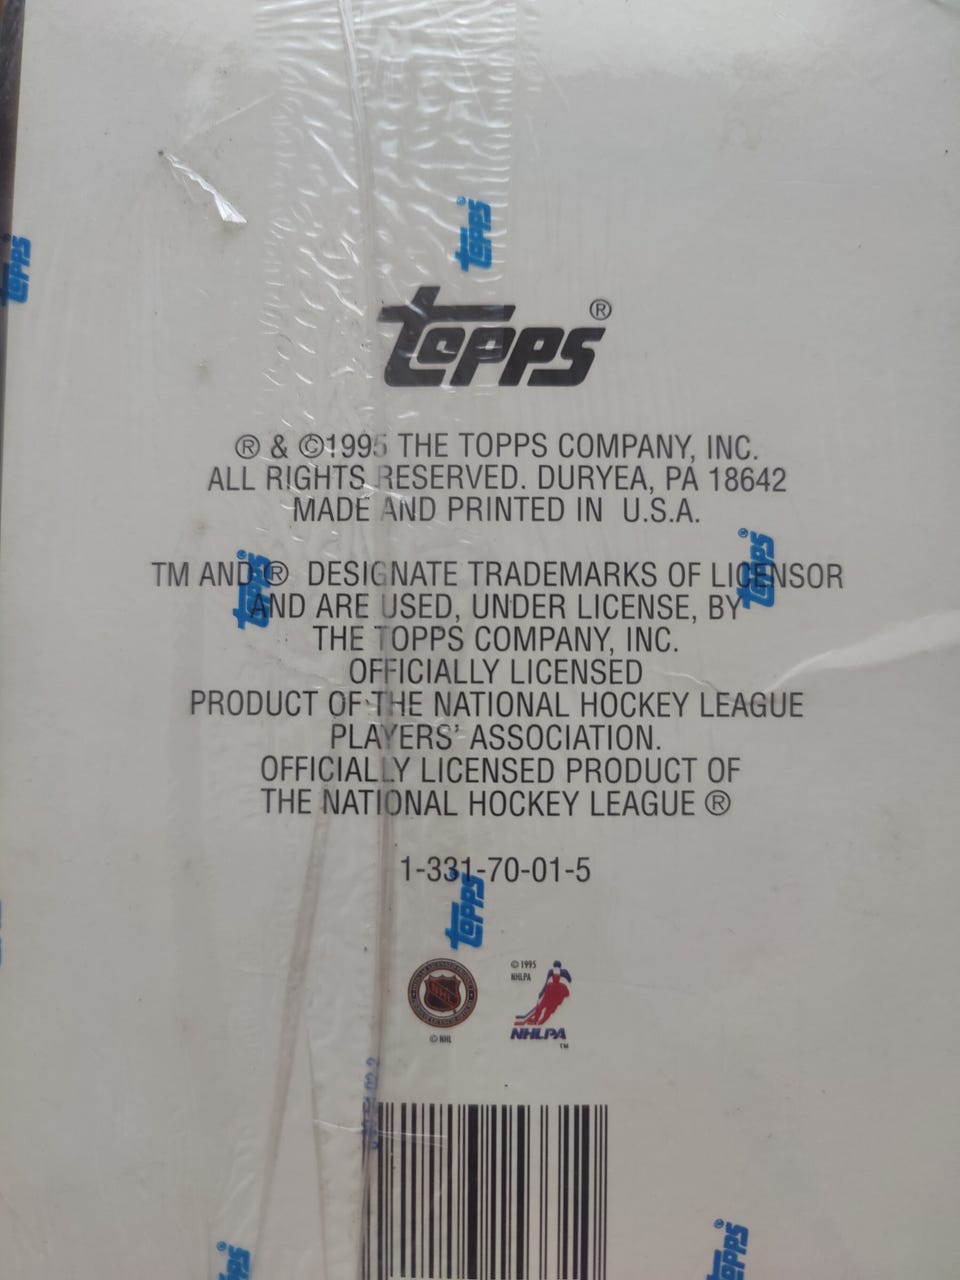 topps
topps
topps®
® & ©1995 THE TOPPS COMPANY, INC.
ALL RIGHTS RESERVED. DURYEA, PA 18642
MADE AND PRINTED IN U.S.A.
topps
topps
TM AND ® DESIGNATE TRADEMARKS OF LICENSOR
AND ARE USED, UNDER LICENSE, BY
THE TOPPS COMPANY, INC.
OFFICIALLY LICENSED
PRODUCT OF THE NATIONAL HOCKEY LEAGUE
PLAYERS' ASSOCIATION.
OFFICIALLY LICENSED PRODUCT OF
THE NATIONAL HOCKEY LEAGUE ®
1-331-70-01-5
topps
NHL
© NHL
© 1995
NHLPA
NHLPA
TM
topps
topps